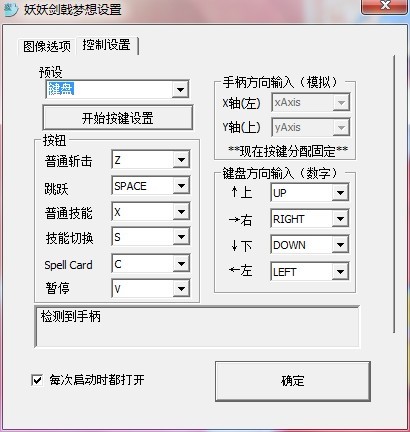 妖妖剑戟梦想设置
图像选项 控制设置
预设
键盘
开始按键设置
按钮
普通斩击 Z
跳跃 SPACE
普通技能 X
技能切换 S
Spell Card C
暂停 V
手柄方向输入（模拟）
X轴(左) xAxis
Y轴(上) yAxis
**现在按键分配固定**
键盘方向输入（数字）
↑上 UP
→右 RIGHT
↓下 DOWN
←左 LEFT
检测到手柄
每次启动时都打开
确定